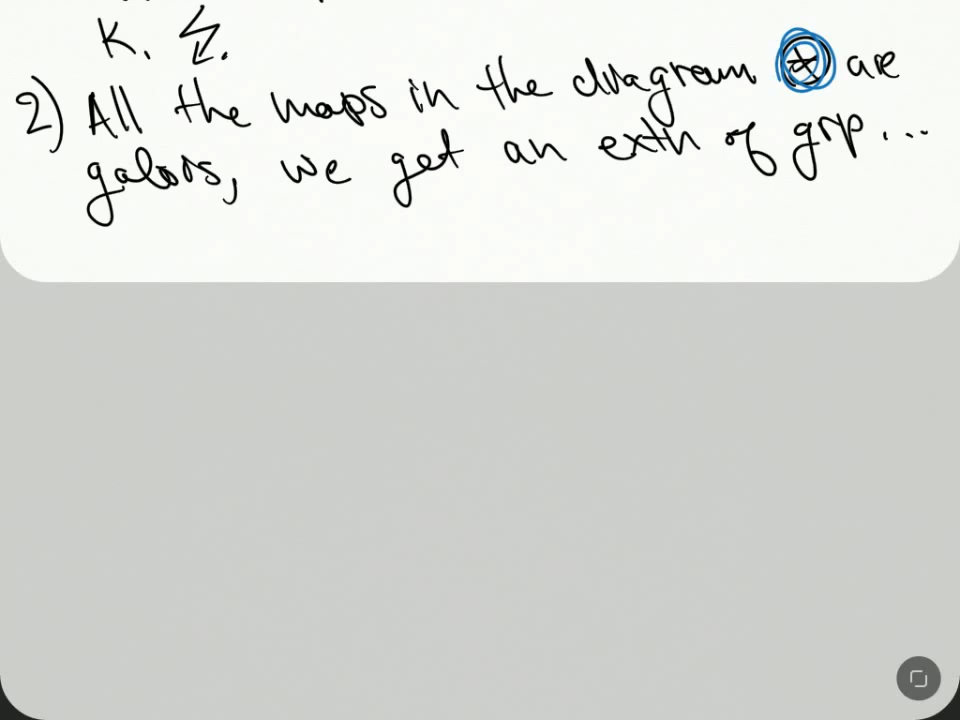 K. ↯.
2) All the maps in the diagram ⊛ are
galois, we get an extn of grp...